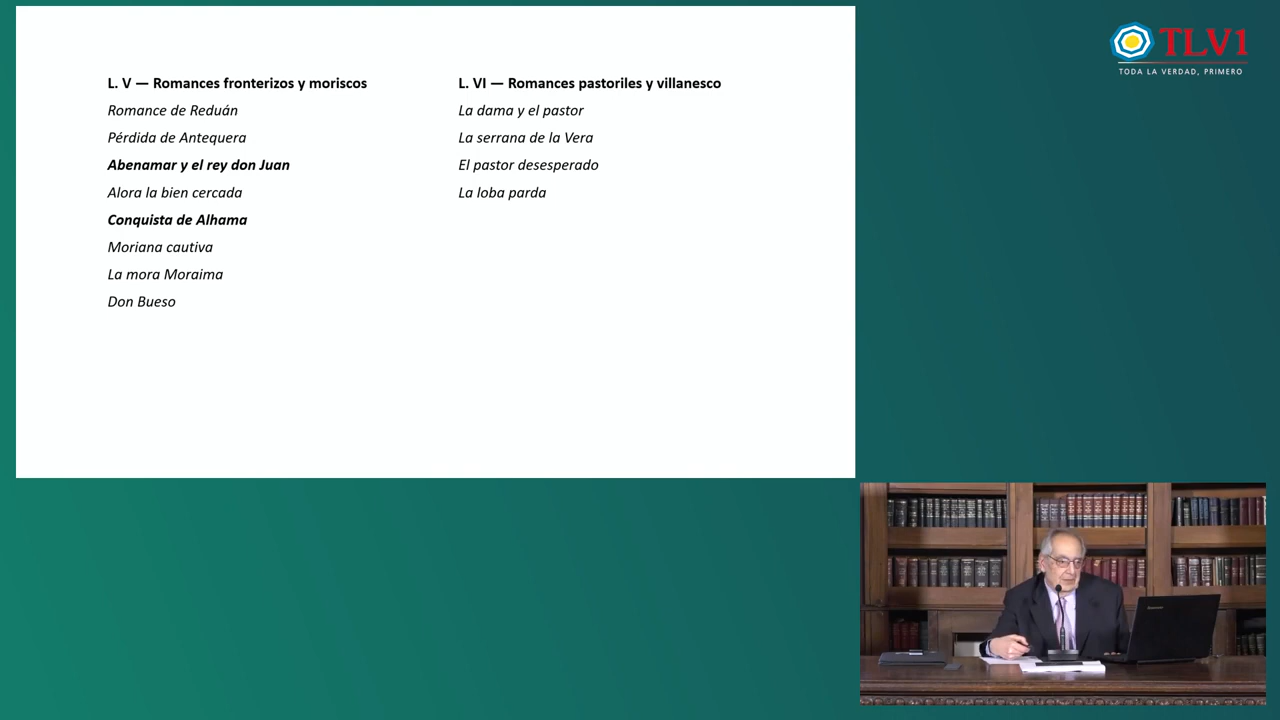 L. V — Romances fronterizos y moriscos
Romance de Reduán
Pérdida de Antequera
Abenamar y el rey don Juan
Alora la bien cercada
Conquista de Alhama
Moriana cautiva
La mora Moraima
Don Bueso
L. VI — Romances pastoriles y villanesco
La dama y el pastor
La serrana de la Vera
El pastor desesperado
La loba parda
TLV1
TODA LA VERDAD, PRIMERO